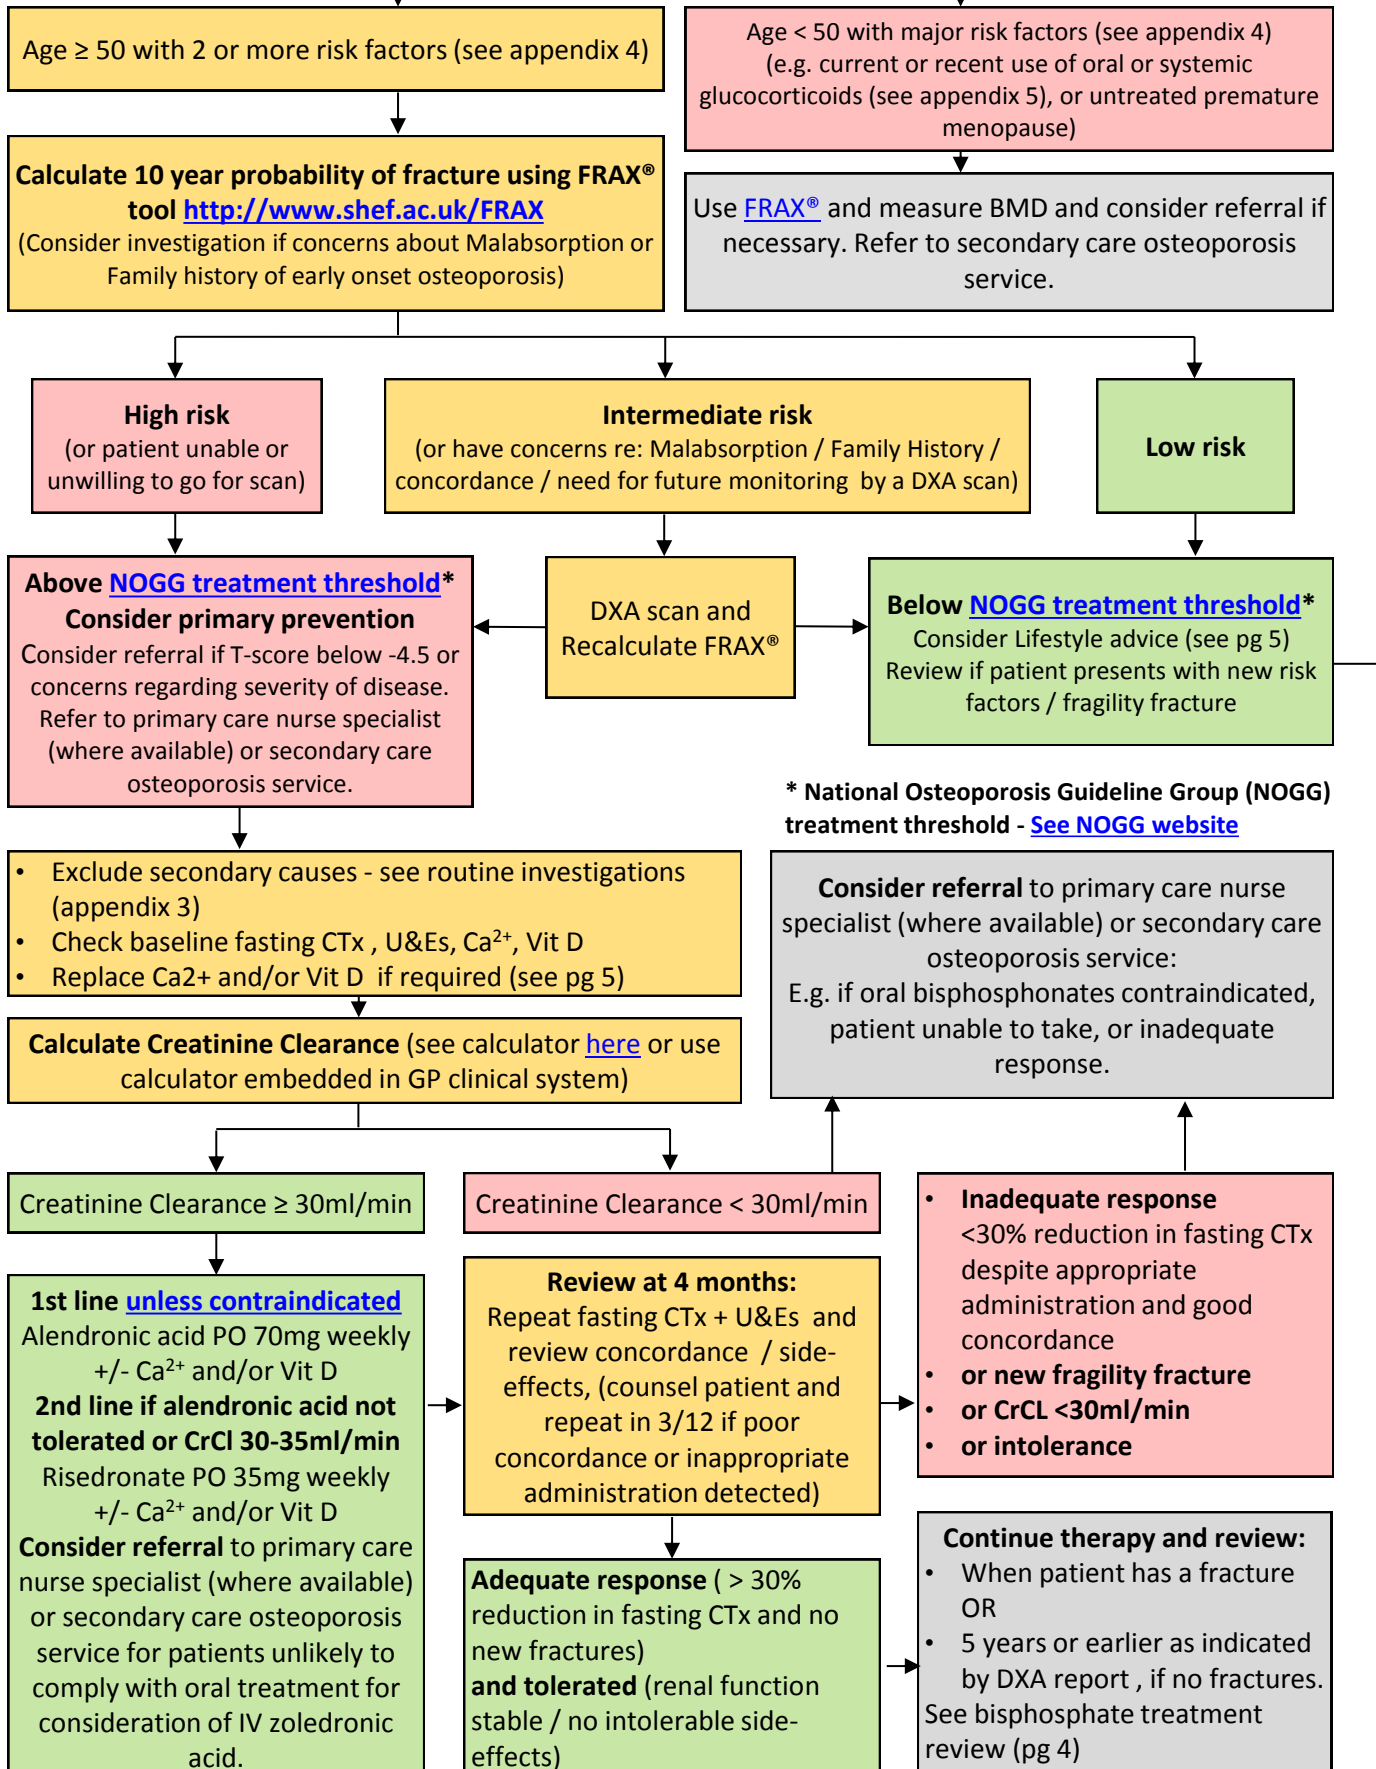 Age ≥ 50 with 2 or more risk factors (see appendix 4)
Age < 50 with major risk factors (see appendix 4)
(e.g. current or recent use of oral or systemic
glucocorticoids (see appendix 5), or untreated premature
menopause)
Calculate 10 year probability of fracture using FRAX®
tool http://www.shef.ac.uk/FRAX
(Consider investigation if concerns about Malabsorption or
Family history of early onset osteoporosis)
Use FRAX® and measure BMD and consider referral if
necessary. Refer to secondary care osteoporosis
service.
High risk
(or patient unable or
unwilling to go for scan)
Intermediate risk
(or have concerns re: Malabsorption / Family History /
concordance / need for future monitoring by a DXA scan)
Low risk
Above NOGG treatment threshold*
Consider primary prevention
Consider referral if T-score below -4.5 or
concerns regarding severity of disease.
Refer to primary care nurse specialist
(where available) or secondary care
osteoporosis service.
DXA scan and
Recalculate FRAX®
Below NOGG treatment threshold*
Consider Lifestyle advice (see pg 5)
Review if patient presents with new risk
factors / fragility fracture
* National Osteoporosis Guideline Group (NOGG)
treatment threshold - See NOGG website
• Exclude secondary causes - see routine investigations
(appendix 3)
• Check baseline fasting CTx , U&Es, Ca²⁺, Vit D
• Replace Ca2+ and/or Vit D if required (see pg 5)
Consider referral to primary care nurse
specialist (where available) or secondary care
osteoporosis service:
E.g. if oral bisphosphonates contraindicated,
patient unable to take, or inadequate
response.
Calculate Creatinine Clearance (see calculator here or use
calculator embedded in GP clinical system)
Creatinine Clearance ≥ 30ml/min
Creatinine Clearance < 30ml/min
1st line unless contraindicated
Alendronic acid PO 70mg weekly
+/- Ca²⁺ and/or Vit D
2nd line if alendronic acid not
tolerated or CrCl 30-35ml/min
Risedronate PO 35mg weekly
+/- Ca²⁺ and/or Vit D
Consider referral to primary care
nurse specialist (where available)
or secondary care osteoporosis
service for patients unlikely to
comply with oral treatment for
consideration of IV zoledronic
acid.
Review at 4 months:
Repeat fasting CTx + U&Es and
review concordance / side-
effects, (counsel patient and
repeat in 3/12 if poor
concordance or inappropriate
administration detected)
• Inadequate response
<30% reduction in fasting CTx
despite appropriate
administration and good
concordance
• or new fragility fracture
• or CrCL <30ml/min
• or intolerance
Adequate response ( > 30%
reduction in fasting CTx and no
new fractures)
and tolerated (renal function
stable / no intolerable side-
effects)
Continue therapy and review:
• When patient has a fracture
OR
• 5 years or earlier as indicated
by DXA report , if no fractures.
See bisphosphate treatment
review (pg 4)